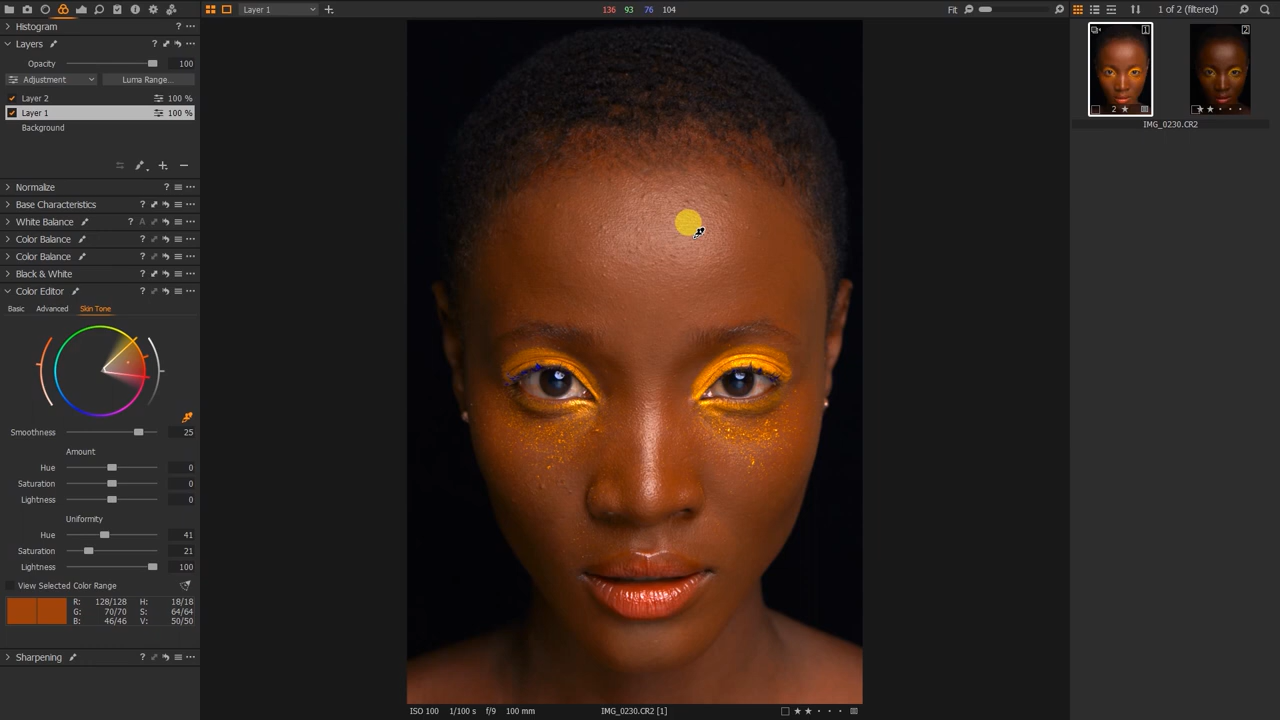 Layer 1
136 93 76 104
Fit
1 of 2 (filtered)
Histogram ?
Layers ?
Opacity 100
Adjustment Luma Range...
Layer 2 100 %
Layer 1 100 %
Background
Normalize ?
Base Characteristics ?
White Balance ? A
Color Balance ?
Color Balance ?
Black & White ?
Color Editor ?
Basic Advanced Skin Tone
Smoothness 25
Amount
Hue 0
Saturation 0
Lightness 0
Uniformity
Hue 41
Saturation 21
Lightness 100
View Selected Color Range
R: 128/128 H: 18/18
G: 70/70 S: 64/64
B: 46/46 V: 50/50
Sharpening ?
ISO 100 1/100 s f/9 100 mm IMG_0230.CR2 [1]
1 2
2
IMG_0230.CR2